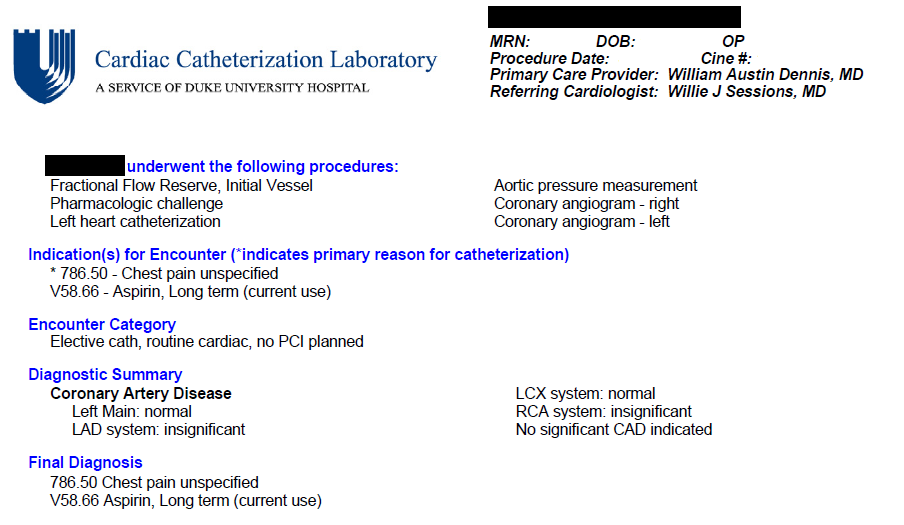 Cardiac Catheterization Laboratory
A SERVICE OF DUKE UNIVERSITY HOSPITAL
MRN: DOB: OP
Procedure Date: Cine #:
Primary Care Provider: William Austin Dennis, MD
Referring Cardiologist: Willie J Sessions, MD
underwent the following procedures:
Fractional Flow Reserve, Initial Vessel
Pharmacologic challenge
Left heart catheterization
Aortic pressure measurement
Coronary angiogram - right
Coronary angiogram - left
Indication(s) for Encounter (*indicates primary reason for catheterization)
* 786.50 - Chest pain unspecified
V58.66 - Aspirin, Long term (current use)
Encounter Category
Elective cath, routine cardiac, no PCI planned
Diagnostic Summary
Coronary Artery Disease
Left Main: normal
LAD system: insignificant
LCX system: normal
RCA system: insignificant
No significant CAD indicated
Final Diagnosis
786.50 Chest pain unspecified
V58.66 Aspirin, Long term (current use)